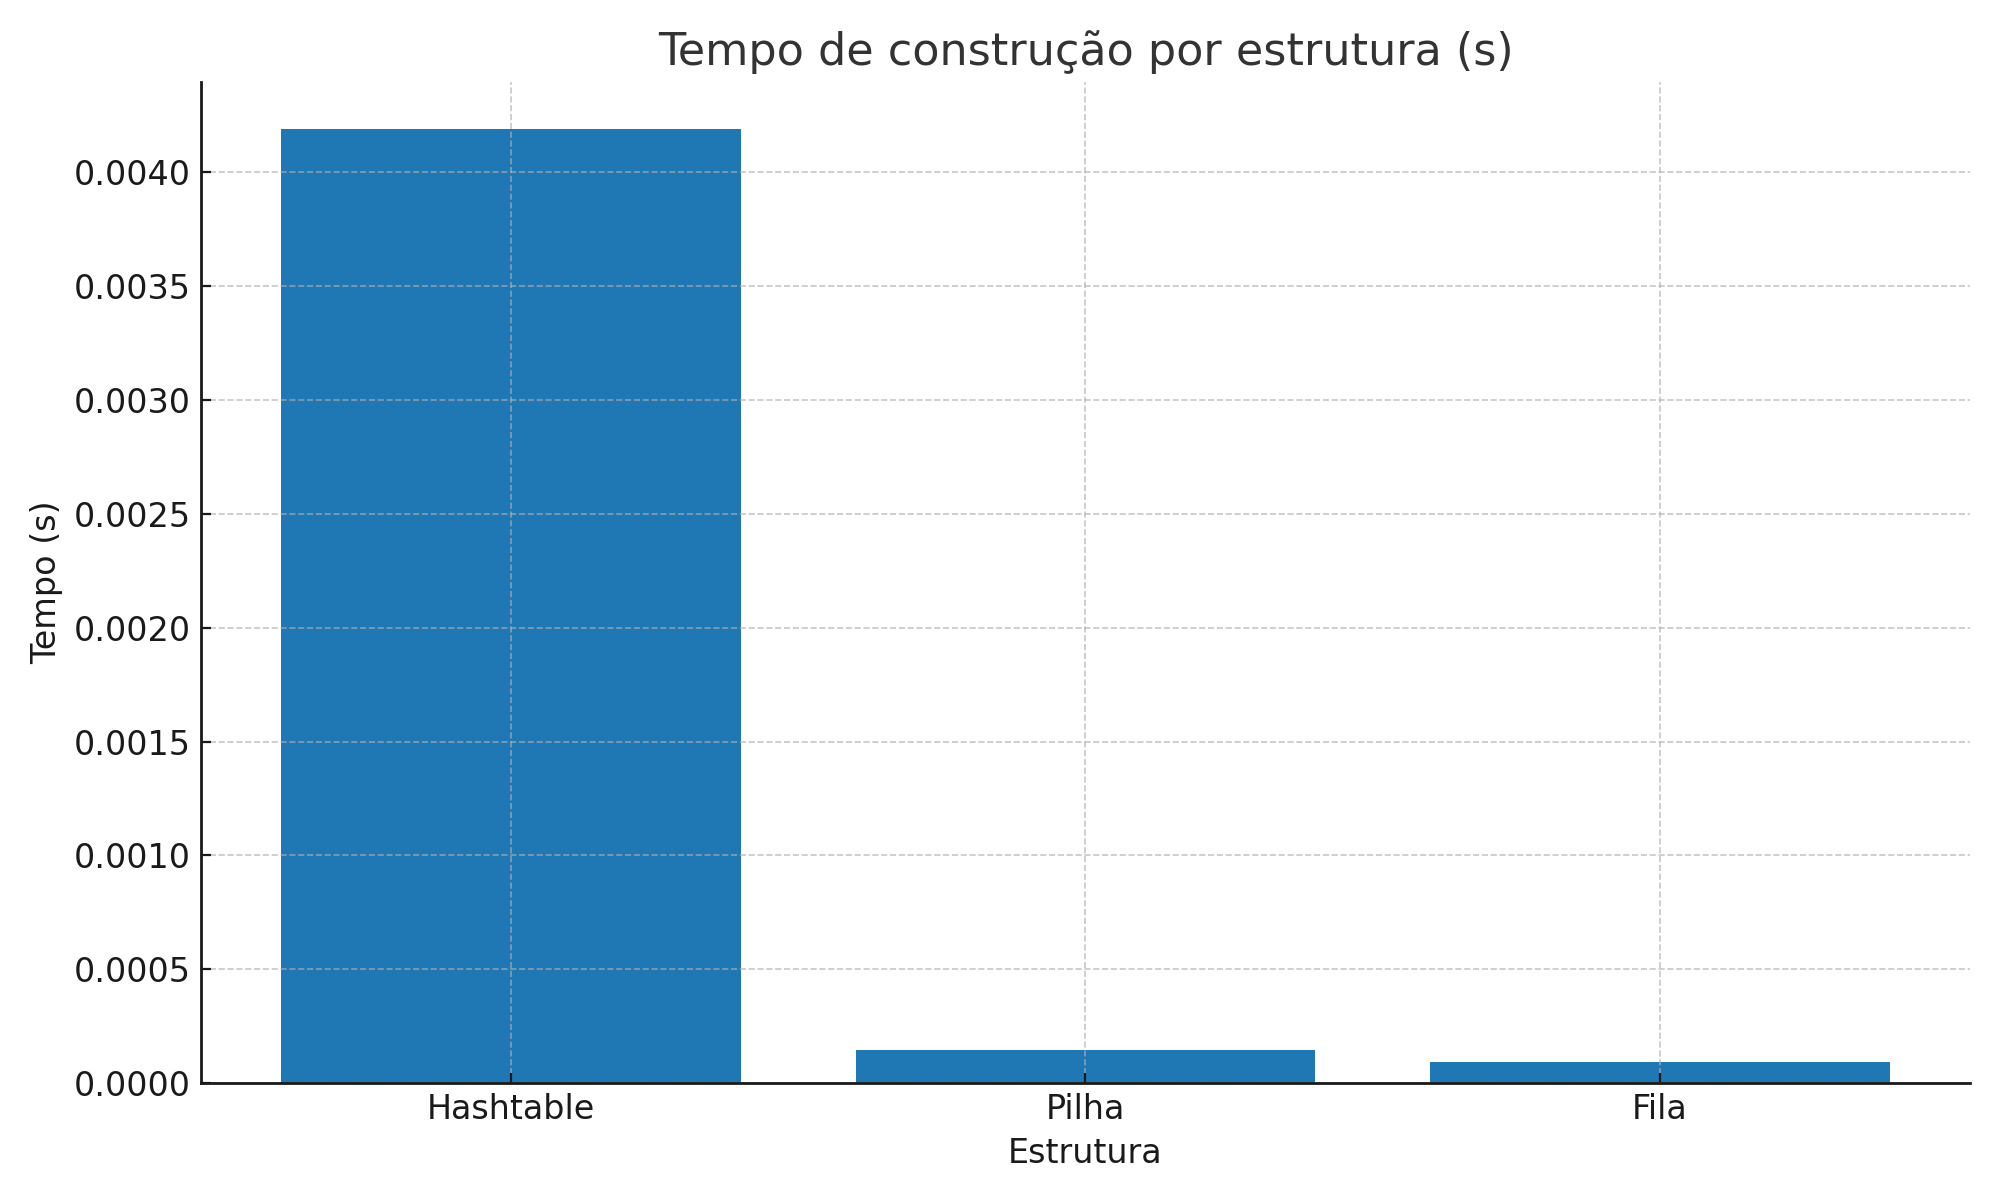 Tempo de construção por estrutura (s)
Tempo (s)
0.0040
0.0035
0.0030
0.0025
0.0020
0.0015
0.0010
0.0005
0.0000
Hashtable
Pilha
Fila
Estrutura